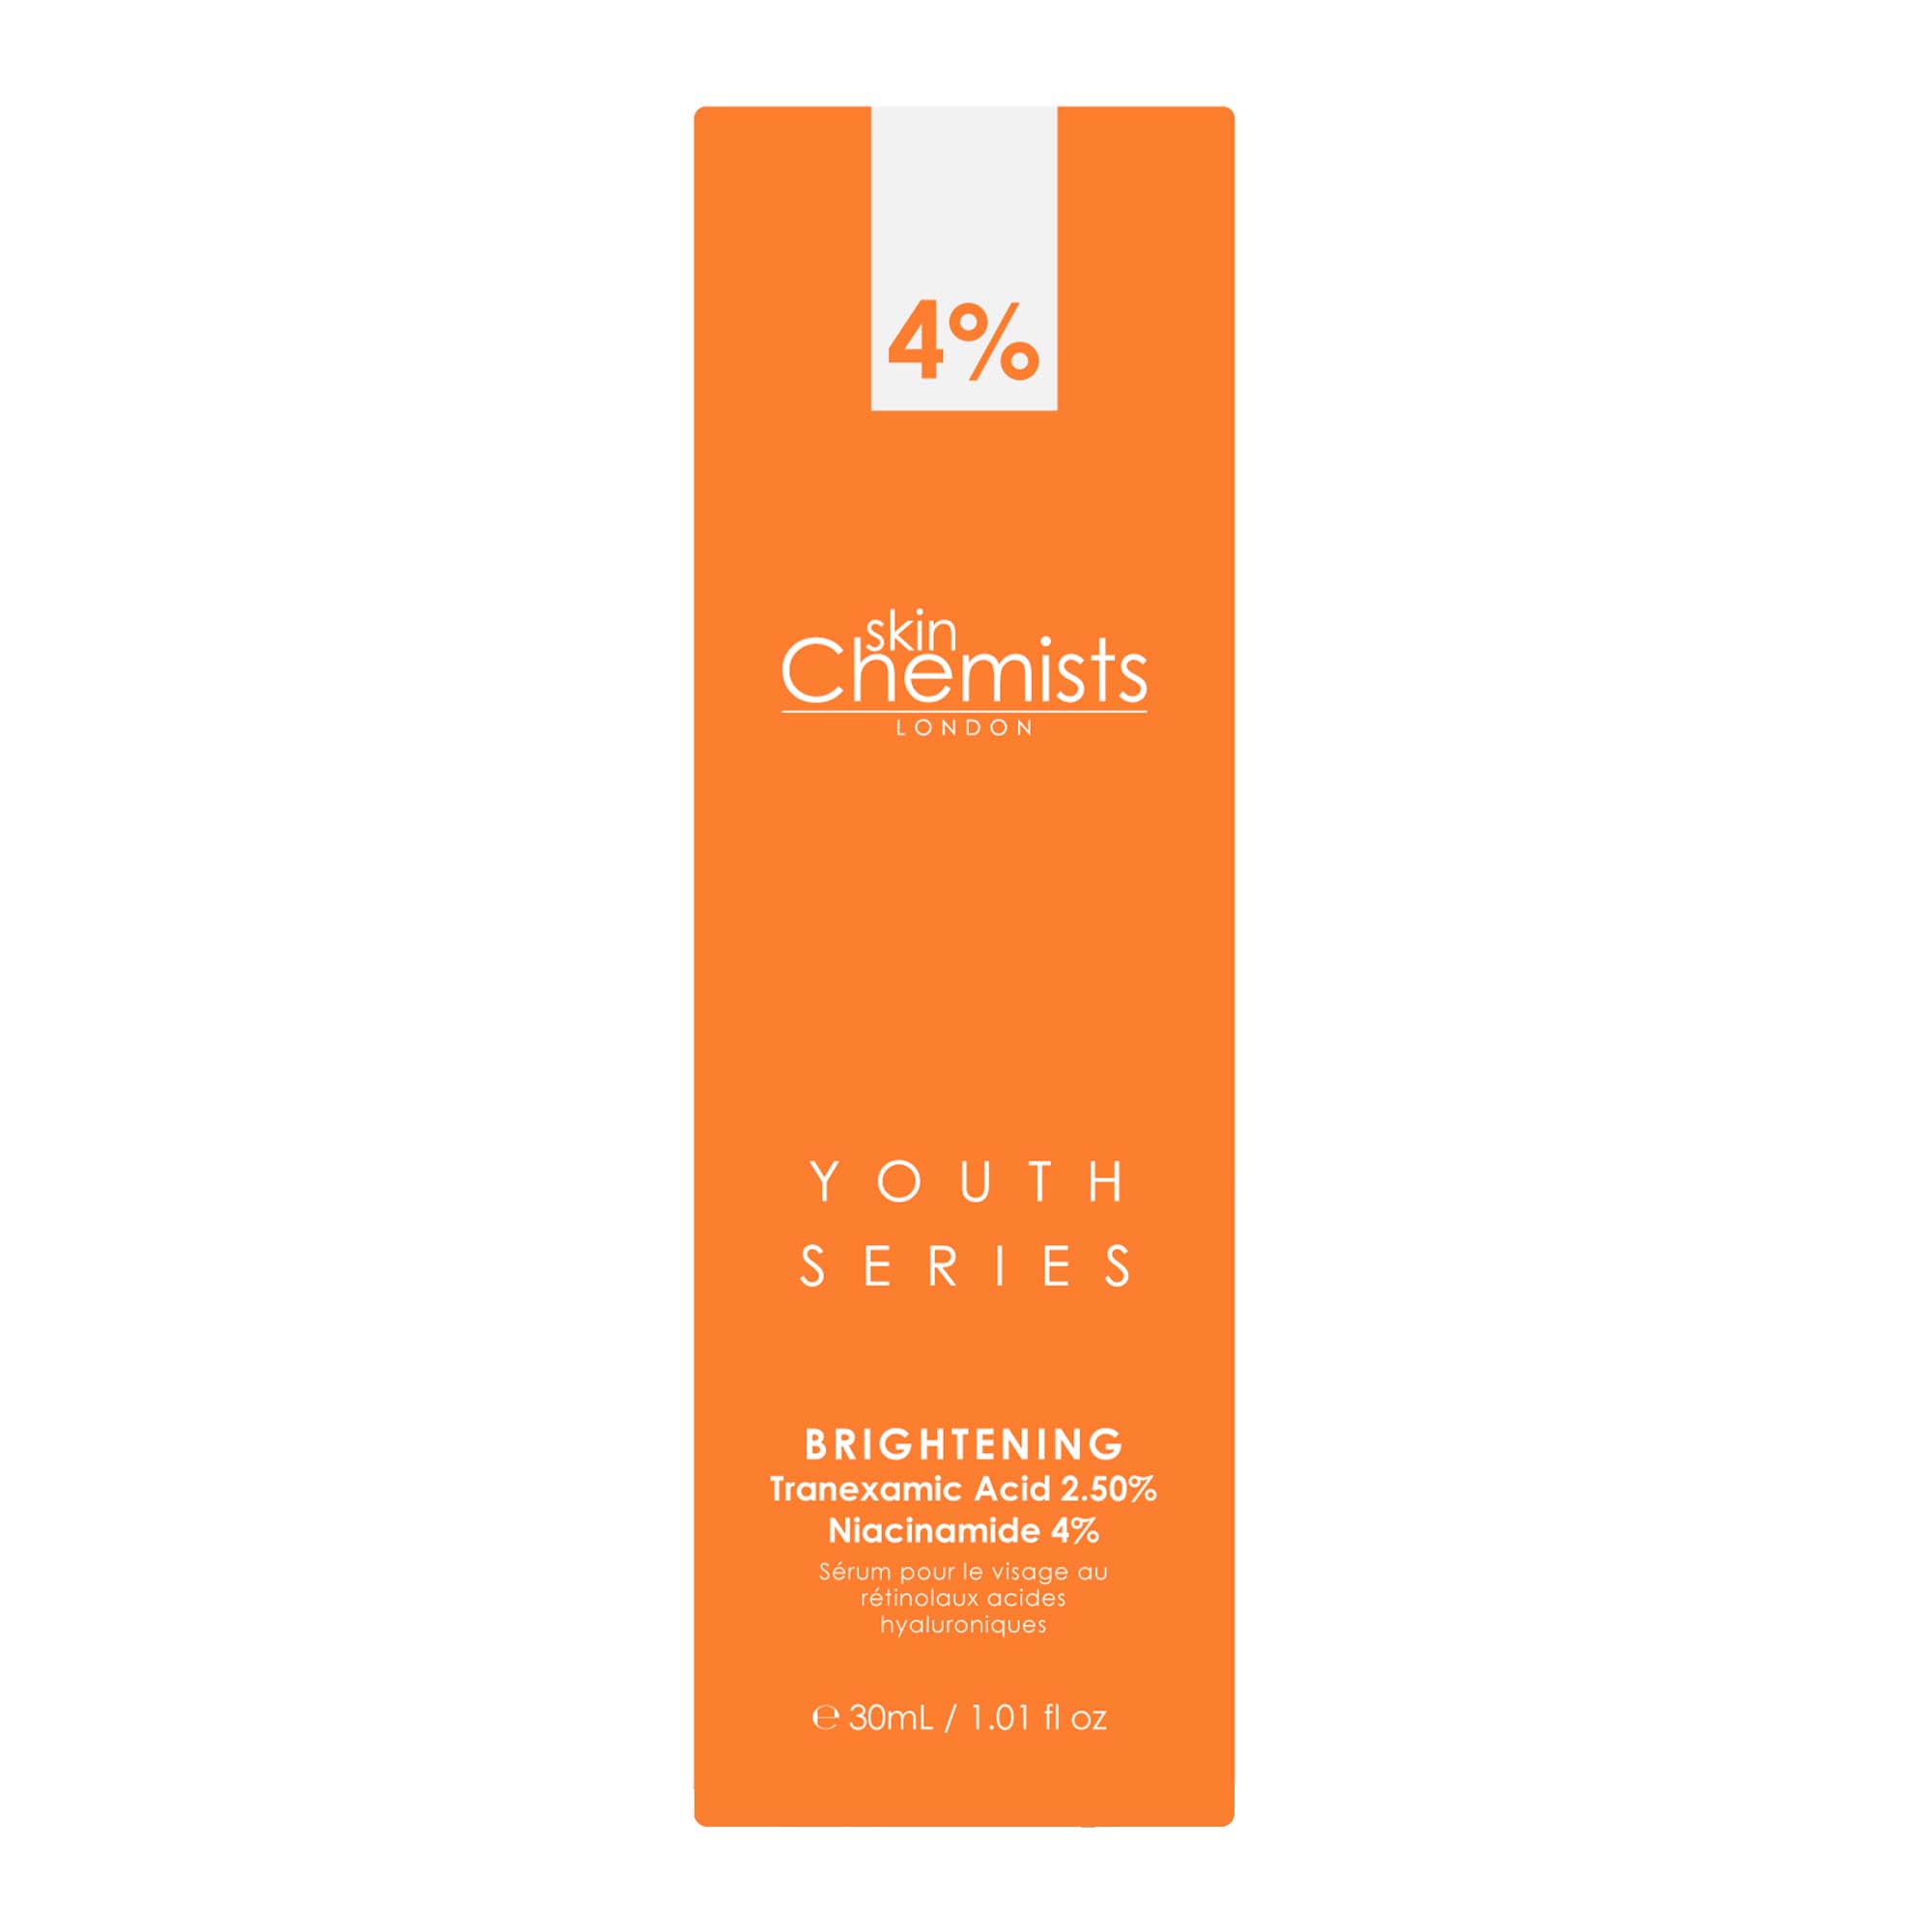 4%
skin
Chemists
LONDON
YOUTH
SERIES
BRIGHTENING
Tranexamic Acid 2.50%
Niacinamide 4%
Sérum pour le visage au
rétinolaux acides
hyaluroniques
℮ 30mL / 1.01 fl oz